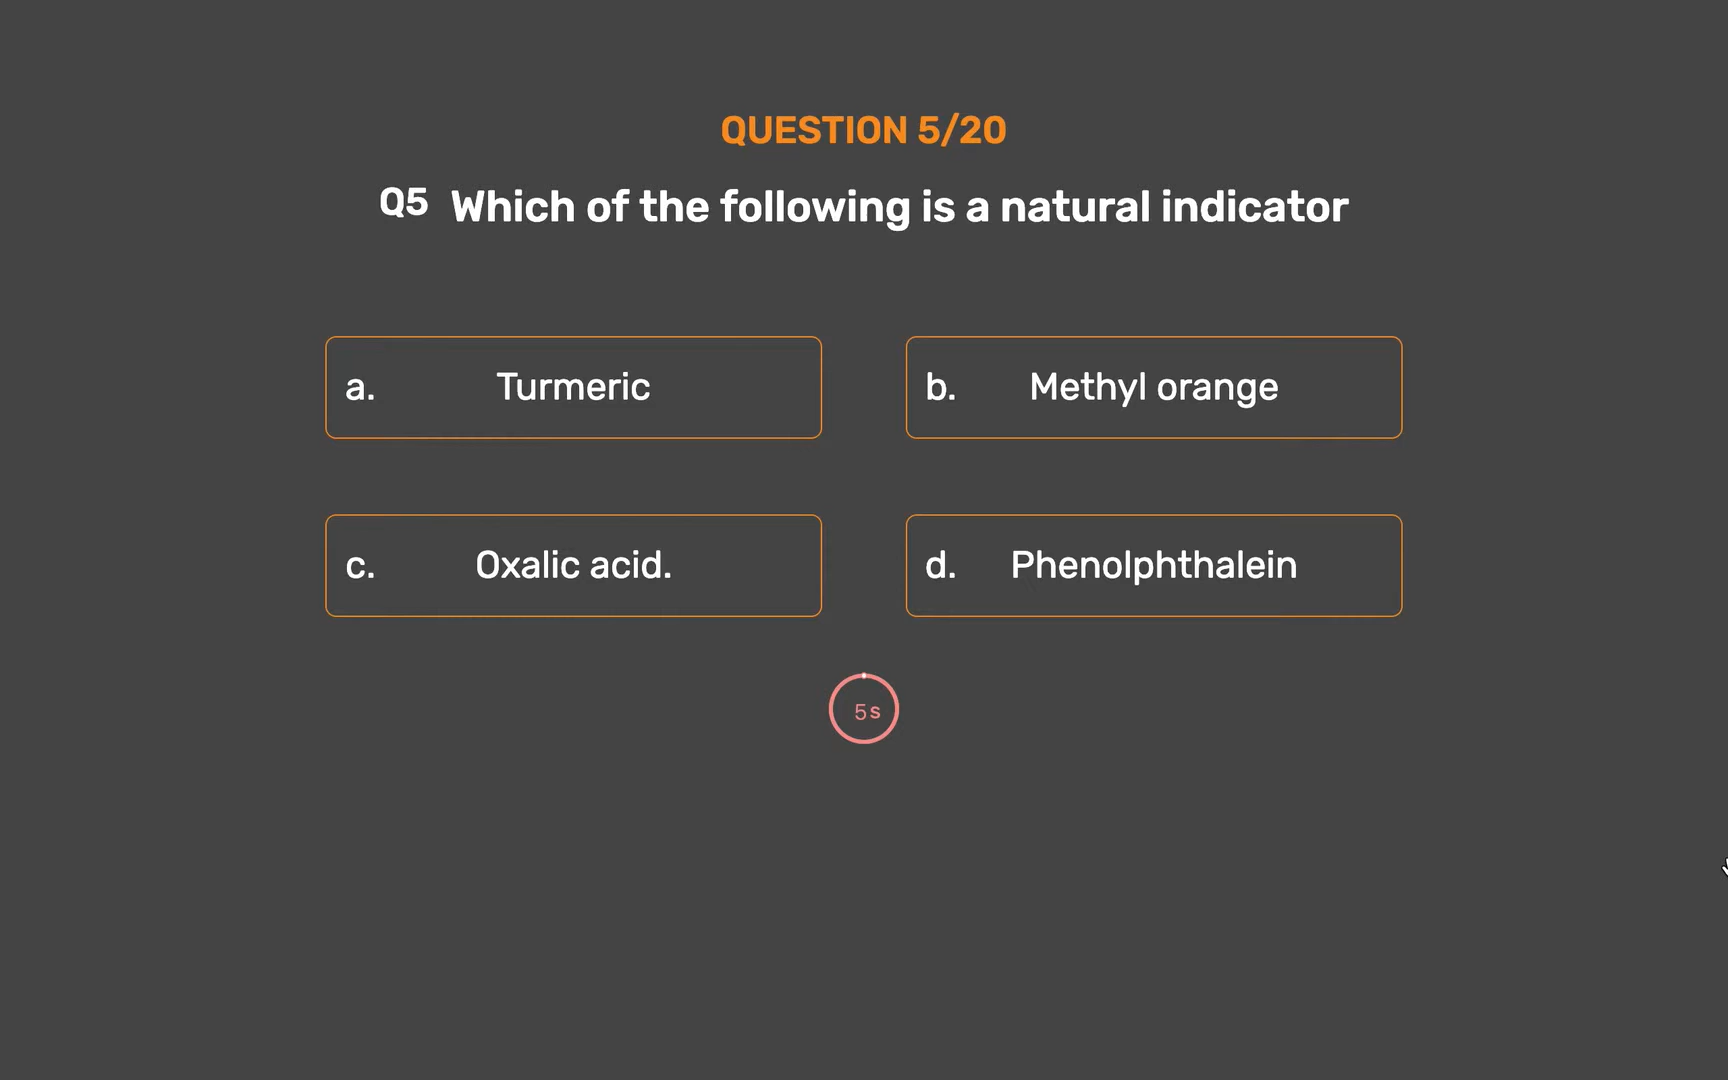 QUESTION 5/20
Q5 Which of the following is a natural indicator
a. Turmeric
b. Methyl orange
c. Oxalic acid.
d. Phenolphthalein
5s